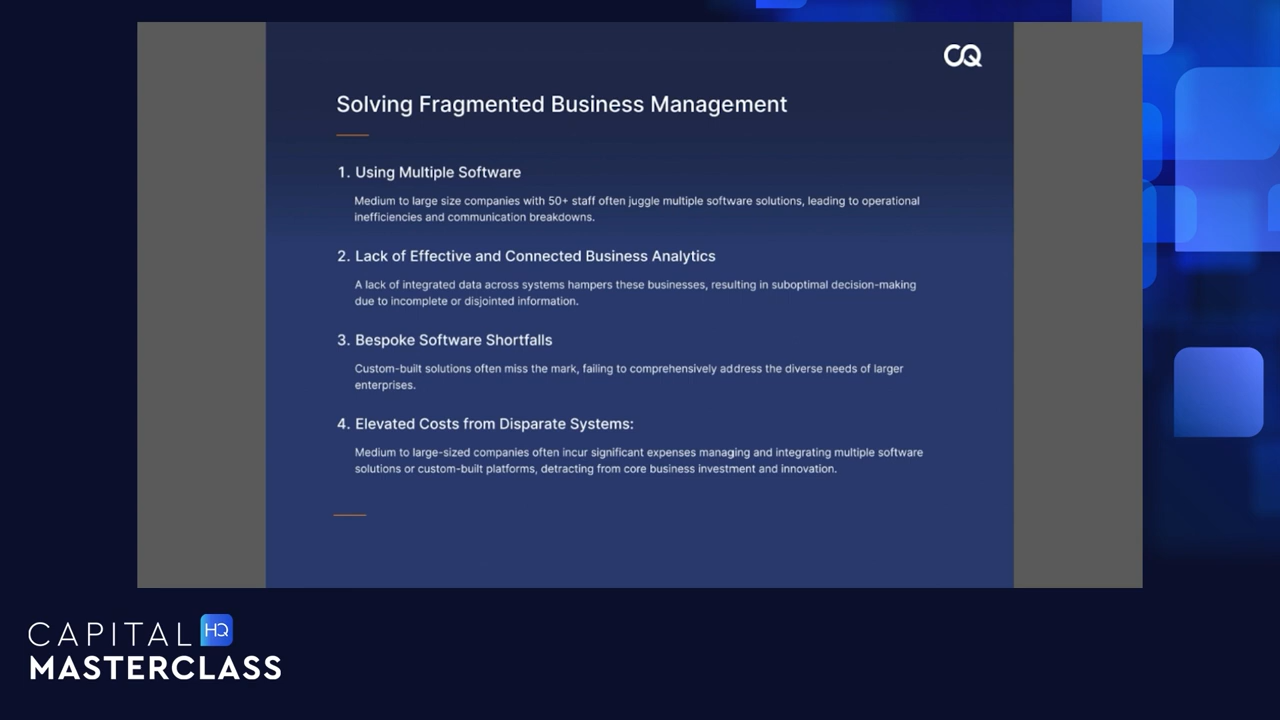 CQ
Solving Fragmented Business Management
1. Using Multiple Software
Medium to large size companies with 50+ staff often juggle multiple software solutions, leading to operational
inefficiencies and communication breakdowns.
2. Lack of Effective and Connected Business Analytics
A lack of integrated data across systems hampers these businesses, resulting in suboptimal decision-making
due to incomplete or disjointed information.
3. Bespoke Software Shortfalls
Custom-built solutions often miss the mark, failing to comprehensively address the diverse needs of larger
enterprises.
4. Elevated Costs from Disparate Systems:
Medium to large-sized companies often incur significant expenses managing and integrating multiple software
solutions or custom-built platforms, detracting from core business investment and innovation.
CAPITAL HQ
MASTERCLASS